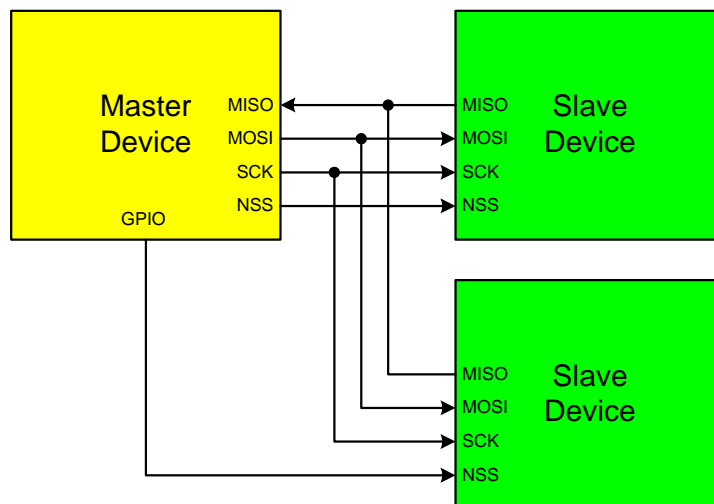 Master
Device
MISO
MOSI
SCK
NSS
GPIO
MISO
MOSI
SCK
NSS
Slave
Device
MISO
MOSI
SCK
NSS
Slave
Device